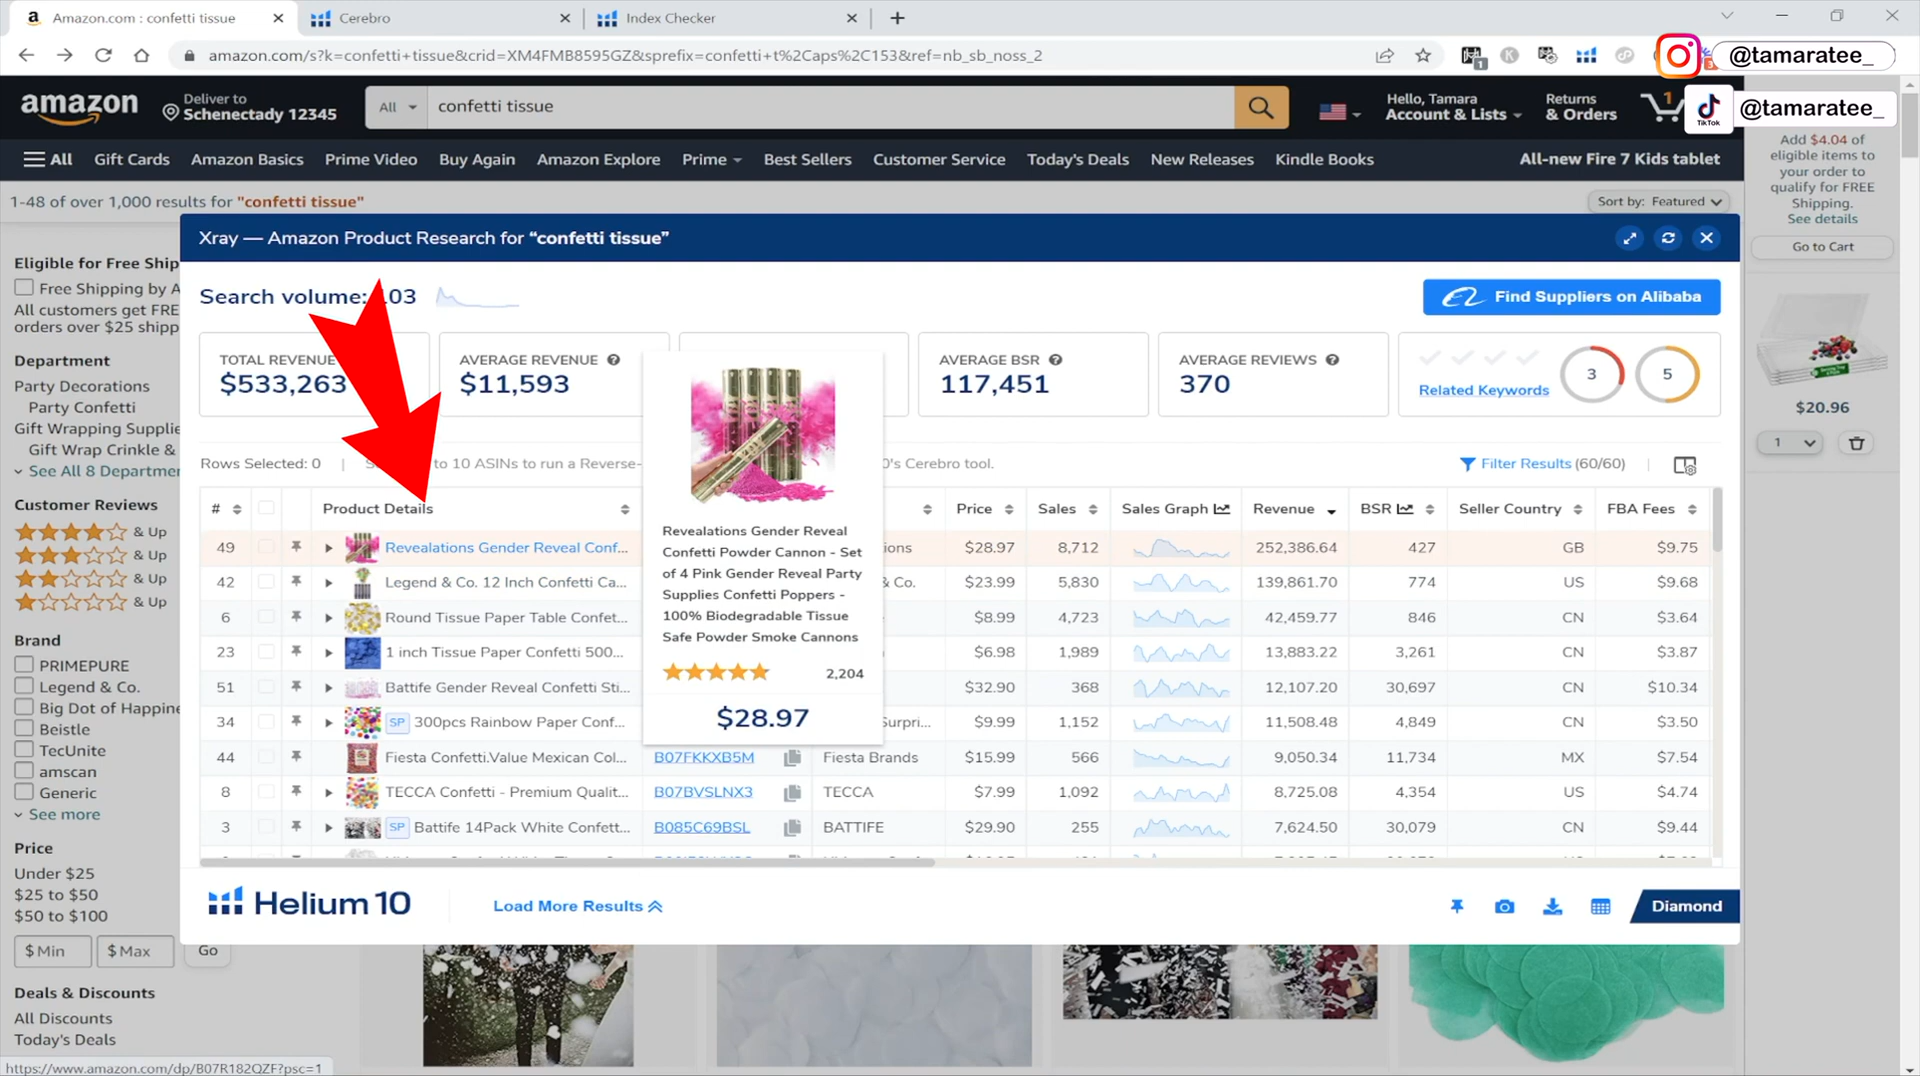 Amazon.com : confetti tissue
Cerebro
Index Checker
amazon.com/s?k=confetti+tissue&crid=XM4FMB8595GZ&sprefix=confetti+t%2Caps%2C153&ref=nb_sb_noss_2
@tamaratee_
amazon
Deliver to
Schenectady 12345
All
confetti tissue
Hello, Tamara
Account & Lists
Returns
& Orders
1
TikTok
@tamaratee_
All
Gift Cards
Amazon Basics
Prime Video
Buy Again
Amazon Explore
Prime
Best Sellers
Customer Service
Today's Deals
New Releases
Kindle Books
All-new Fire 7 Kids tablet
1-48 of over 1,000 results for "confetti tissue"
Sort by: Featured
Add $4.04 of
eligible items to
your order to
qualify for FREE
Shipping.
See details
Go to Cart
$20.96
1
Eligible for Free Ship
Free Shipping by A
All customers get FRE
orders over $25 shipp
Department
Party Decorations
Party Confetti
Gift Wrapping Supplie
Gift Wrap Crinkle &
See All 8 Departmen
Customer Reviews
& Up
& Up
& Up
& Up
Brand
PRIMEPURE
Legend & Co.
Big Dot of Happine
Beistle
TecUnite
amscan
Generic
See more
Price
Under $25
$25 to $50
$50 to $100
$ Min
$ Max
Go
Deals & Discounts
All Discounts
Today's Deals
https://www.amazon.com/dp/B07R182QZF?psc=1
Xray — Amazon Product Research for "confetti tissue"
Search volume: 103
Find Suppliers on Alibaba
TOTAL REVENUE
$533,263
AVERAGE REVENUE
$11,593
AVERAGE BSR
117,451
AVERAGE REVIEWS
370
Related Keywords
3
5
Rows Selected: 0
to 10 ASINs to run a Reverse-
0's Cerebro tool.
Filter Results (60/60)
# Product Details Price Sales Sales Graph Revenue BSR Seller Country FBA Fees
49 Revealations Gender Reveal Conf... ions $28.97 8,712 252,386.64 427 GB $9.75
42 Legend & Co. 12 Inch Confetti Ca... & Co. $23.99 5,830 139,861.70 774 US $9.68
6 Round Tissue Paper Table Confet... $8.99 4,723 42,459.77 846 CN $3.64
23 1 inch Tissue Paper Confetti 500... $6.98 1,989 13,883.22 3,261 CN $3.87
51 Battife Gender Reveal Confetti Sti... $32.90 368 12,107.20 30,697 CN $10.34
34 SP 300pcs Rainbow Paper Conf... Surpri... $9.99 1,152 11,508.48 4,849 CN $3.50
44 Fiesta Confetti.Value Mexican Col... B07FKKXB5M Fiesta Brands $15.99 566 9,050.34 11,734 MX $7.54
8 TECCA Confetti - Premium Qualit... B07BVSLNX3 TECCA $7.99 1,092 8,725.08 4,354 US $4.74
3 SP Battife 14Pack White Confett... B085C69BSL BATTIFE $29.90 255 7,624.50 30,079 CN $9.44
Revealations Gender Reveal
Confetti Powder Cannon - Set
of 4 Pink Gender Reveal Party
Supplies Confetti Poppers -
100% Biodegradable Tissue
Safe Powder Smoke Cannons
2,204
$28.97
Helium 10
Load More Results
Diamond